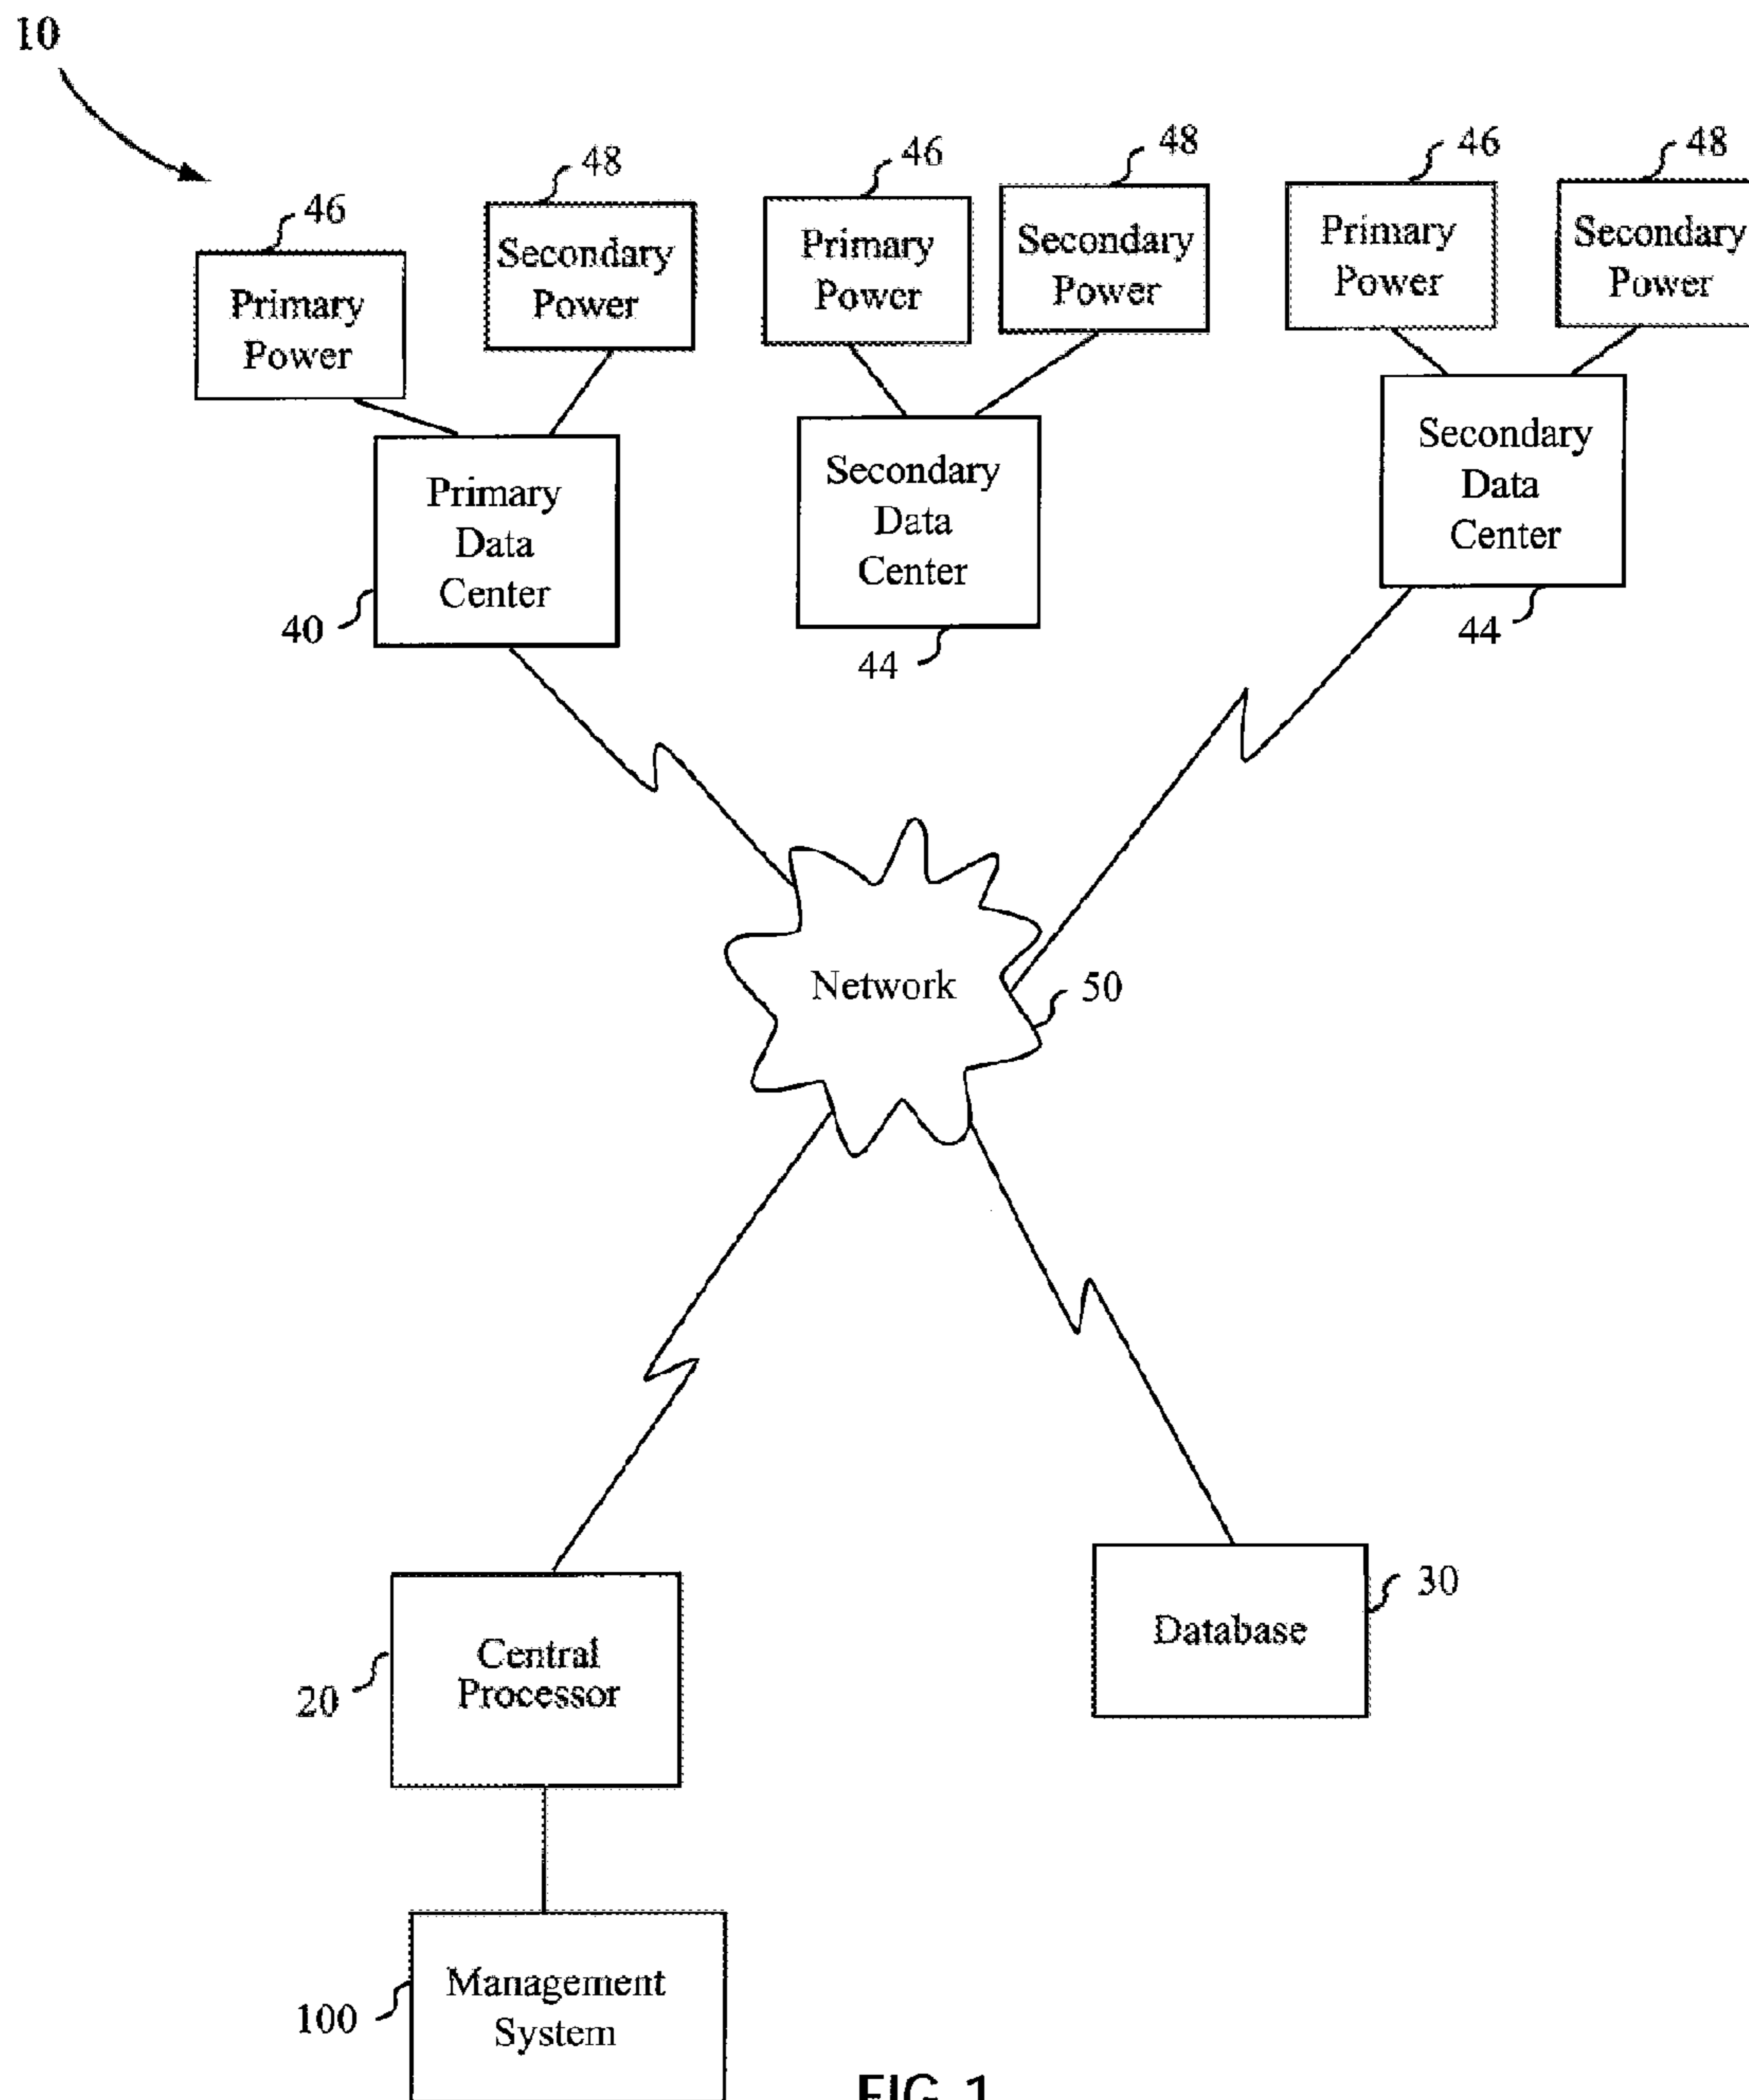 10
46
48
46
48
46
48
Primary
Power
Secondary
Power
Primary
Power
Secondary
Power
Primary
Power
Secondary
Power
Primary
Data
Center
40
Secondary
Data
Center
44
Secondary
Data
Center
44
Network
50
Central
Processor
20
Database
30
Management
System
100
FIG. 1